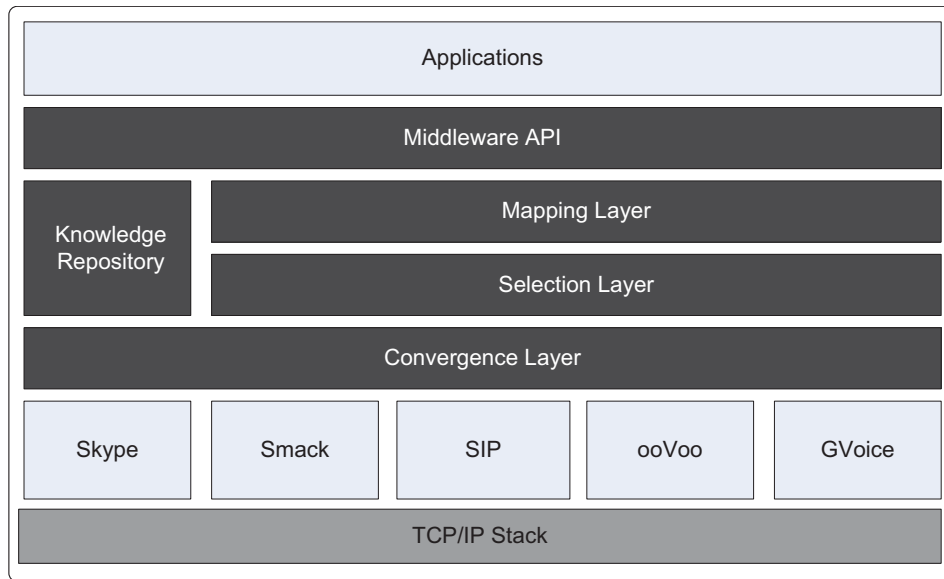 Applications
Middleware API
Knowledge
Repository
Mapping Layer
Selection Layer
Convergence Layer
Skype
Smack
SIP
ooVoo
GVoice
TCP/IP Stack